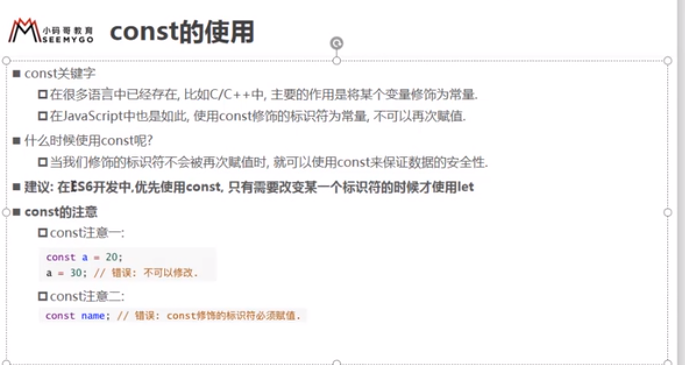 小码哥教育
SEEMYGO
const的使用
const关键字
在很多语言中已经存在, 比如C/C++中, 主要的作用是将某个变量修饰为常量.
在JavaScript中也是如此, 使用const修饰的标识符为常量, 不可以再次赋值.
什么时候使用const呢?
当我们修饰的标识符不会被再次赋值时, 就可以使用const来保证数据的安全性.
建议: 在ES6开发中,优先使用const, 只有需要改变某一个标识符的时候才使用let
const的注意
const注意一:
const a = 20;
a = 30; // 错误: 不可以修改.
const注意二:
const name; // 错误: const修饰的标识符必须赋值.